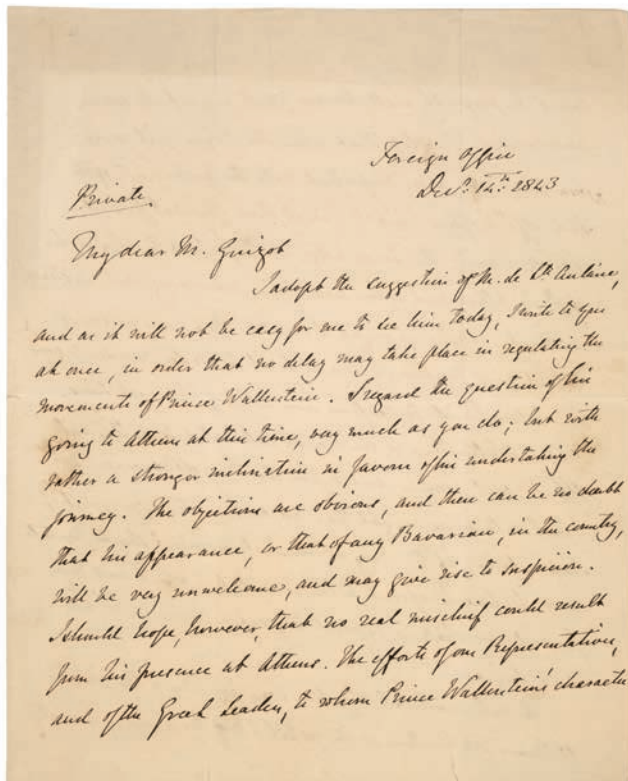 Foreign Office
Decr. 14th. 1843
Private.
My dear M. Guizot
I adopt the suggestion of M. de Ste Aulaire,
and as it will not be easy for me to see him today, I write to you
at once, in order that no delay may take place in regulating the
movements of Prince Wallenstein. I regard the question of his
going to Athens at this time, very much as you do; but with
rather a stronger inclination in favour of his undertaking the
journey. The objections are obvious, and there can be no doubt
that his appearance, or that of any Bavarian, in the country,
will be very unwelcome, and may give rise to suspicion.
I should hope, however, that no real mischief could result
from his presence at Athens. The efforts of our Representatives,
and of the Greek Leaders, to whom Prince Wallenstein's character